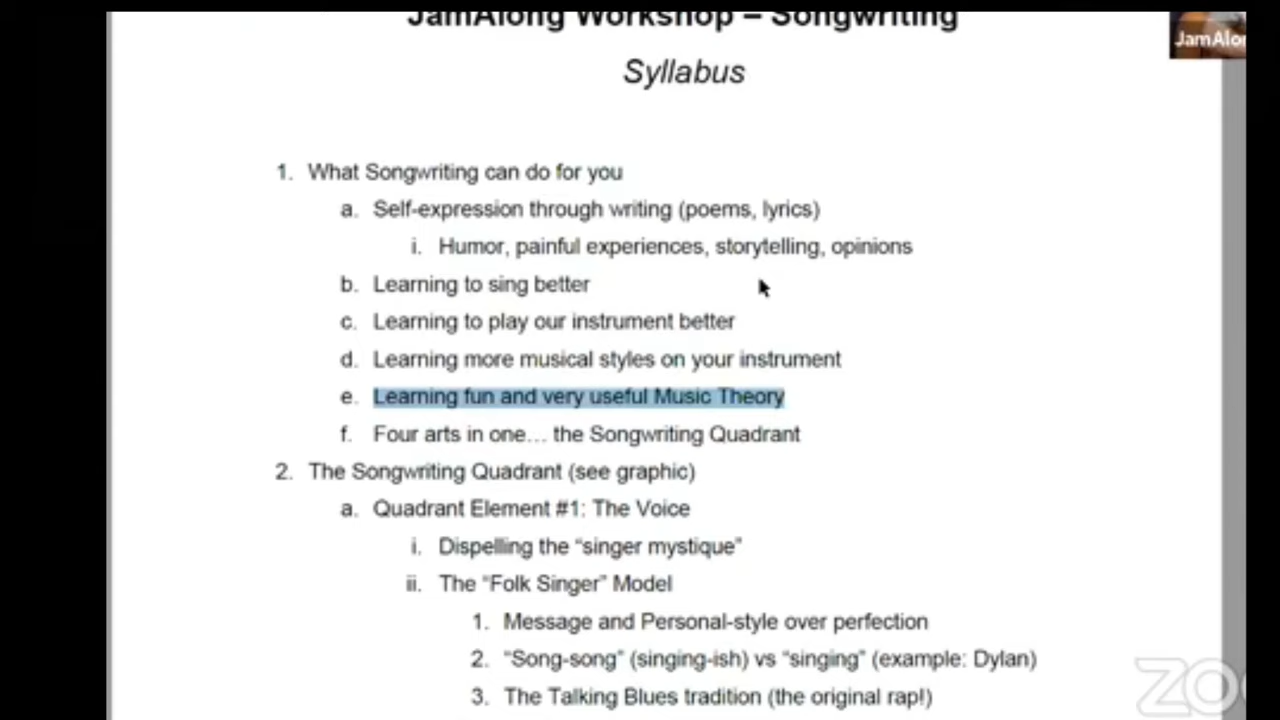 JamAlong Workshop – Songwriting
JamAlon
Syllabus
1. What Songwriting can do for you
a. Self-expression through writing (poems, lyrics)
i. Humor, painful experiences, storytelling, opinions
b. Learning to sing better
c. Learning to play our instrument better
d. Learning more musical styles on your instrument
e. Learning fun and very useful Music Theory
f. Four arts in one... the Songwriting Quadrant
2. The Songwriting Quadrant (see graphic)
a. Quadrant Element #1: The Voice
i. Dispelling the “singer mystique”
ii. The “Folk Singer” Model
1. Message and Personal-style over perfection
2. “Song-song” (singing-ish) vs “singing” (example: Dylan)
3. The Talking Blues tradition (the original rap!)
ZO